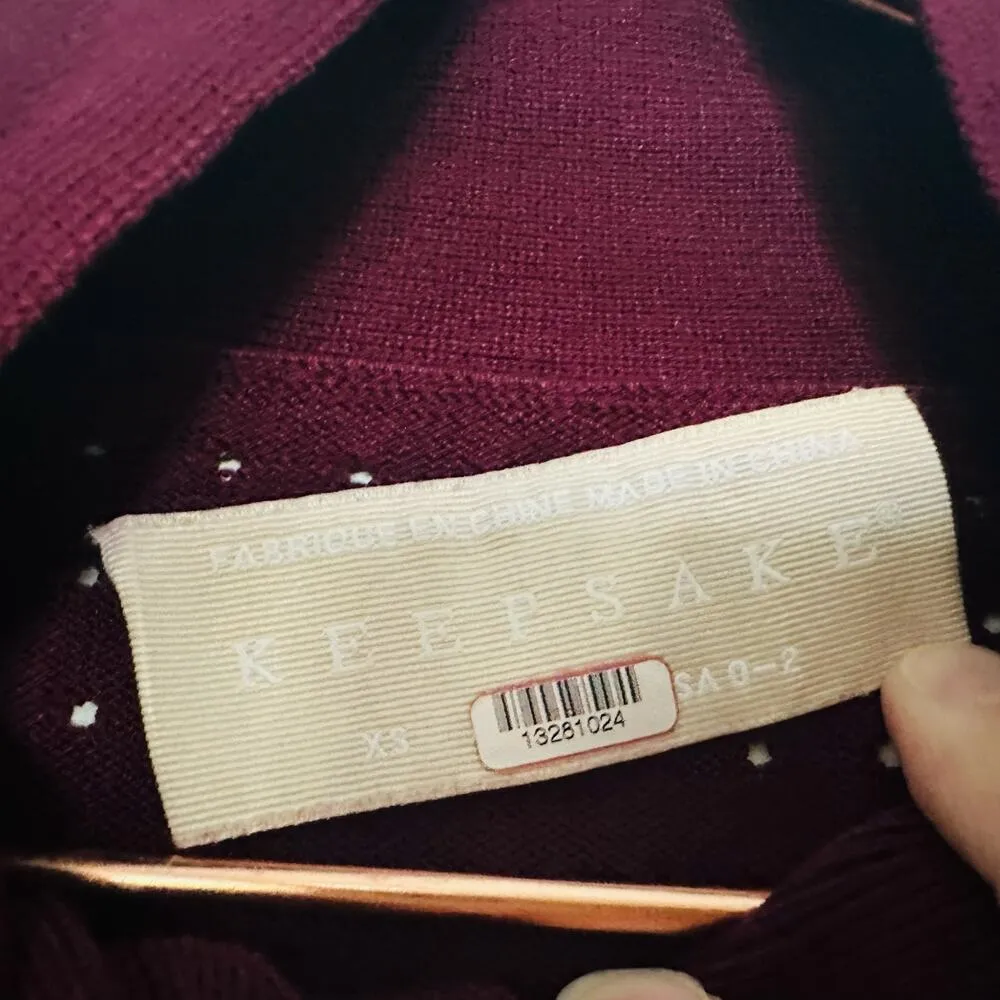 FABRIQUÉ EN CHINE MADE IN CHINA
KEEPSAKE®
XS SA 0-2
13281024